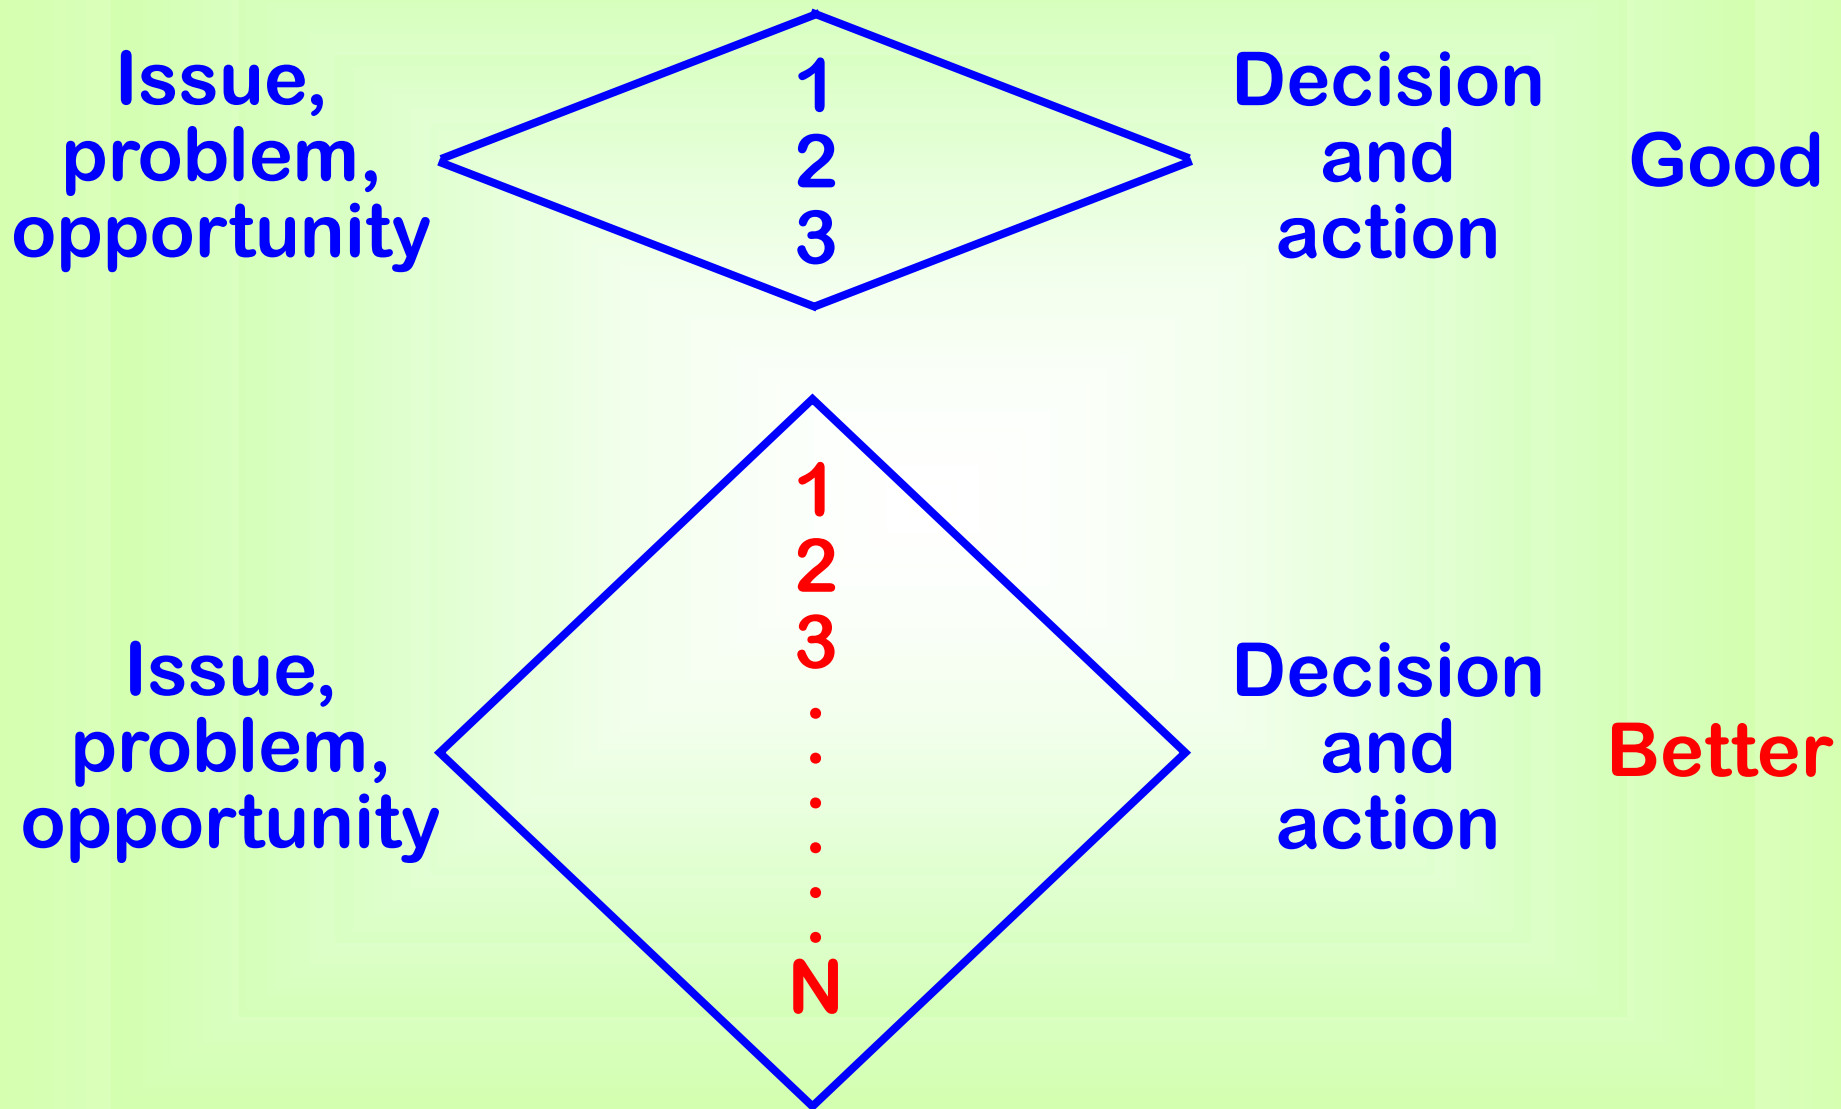 Issue,
problem,
opportunity
1
2
3
Decision
and
action
Good
Issue,
problem,
opportunity
1
2
3
.
.
.
.
.
.
N
Decision
and
action
Better